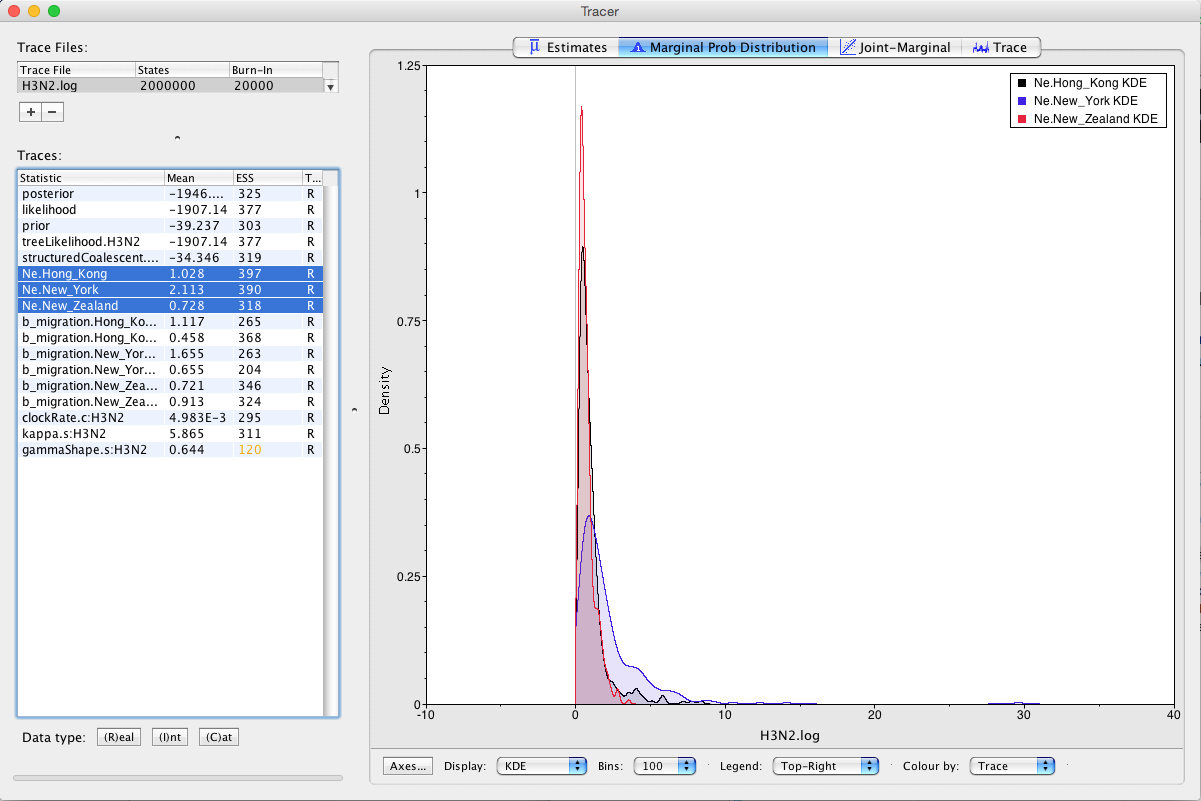 Tracer
Trace Files:
Trace File States Burn-In
H3N2.log 2000000 20000
+ −
Traces:
Statistic Mean ESS T...
posterior -1946.... 325 R
likelihood -1907.14 377 R
prior -39.237 303 R
treeLikelihood.H3N2 -1907.14 377 R
structuredCoalescent.... -34.346 319 R
Ne.Hong_Kong 1.028 397 R
Ne.New_York 2.113 390 R
Ne.New_Zealand 0.728 318 R
b_migration.Hong_Ko... 1.117 265 R
b_migration.Hong_Ko... 0.458 368 R
b_migration.New_Yor... 1.655 263 R
b_migration.New_Yor... 0.655 204 R
b_migration.New_Zea... 0.721 346 R
b_migration.New_Zea... 0.913 324 R
clockRate.c:H3N2 4.983E-3 295 R
kappa.s:H3N2 5.865 311 R
gammaShape.s:H3N2 0.644 120 R
Data type: (R)eal (I)nt (C)at
Estimates Marginal Prob Distribution Joint-Marginal Trace
Ne.Hong_Kong KDE
Ne.New_York KDE
Ne.New_Zealand KDE
1.25
1
0.75
0.5
0.25
0
Density
-10 0 10 20 30 40
H3N2.log
Axes... Display: KDE Bins: 100 Legend: Top-Right Colour by: Trace